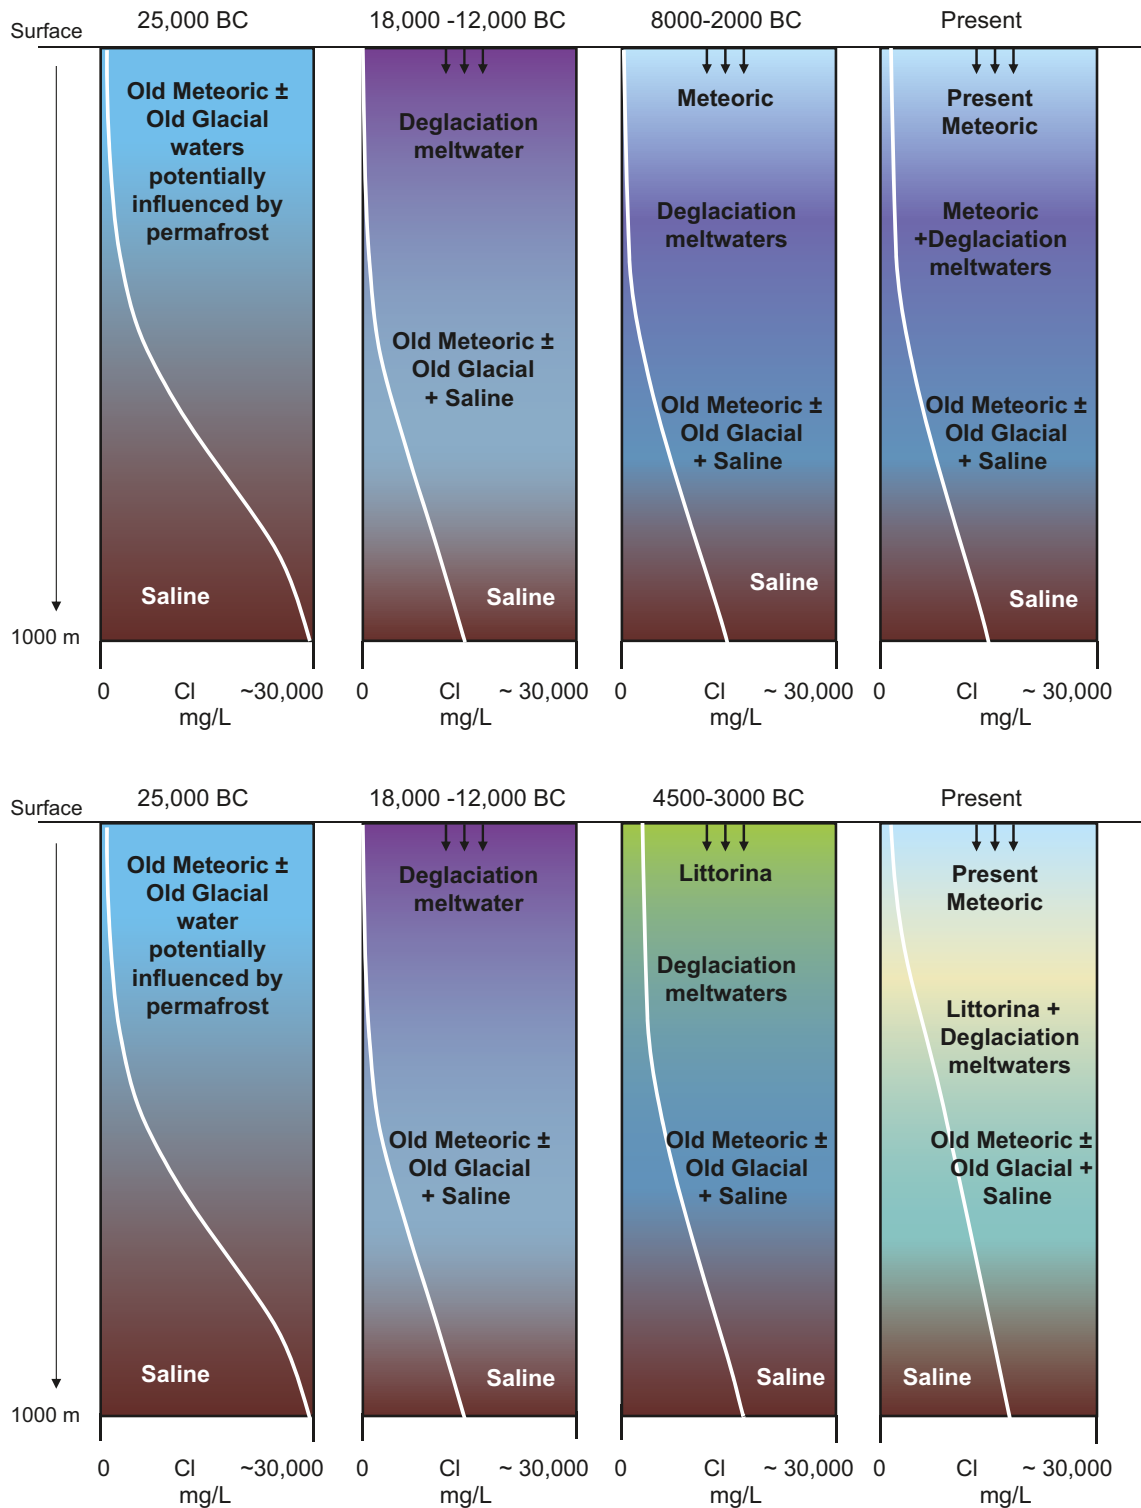 Surface
25,000 BC
18,000 -12,000 BC
8000-2000 BC
Present
Old Meteoric ±
Old Glacial
waters
potentially
influenced by
permafrost
Saline
Deglaciation
meltwater
Old Meteoric ±
Old Glacial
+ Saline
Saline
Meteoric
Deglaciation
meltwaters
Old Meteoric ±
Old Glacial
+ Saline
Saline
Present
Meteoric
Meteoric
+Deglaciation
meltwaters
Old Meteoric ±
Old Glacial
+ Saline
Saline
1000 m
0 Cl ~30,000
mg/L
0 Cl ~ 30,000
mg/L
0 Cl ~ 30,000
mg/L
0 Cl ~ 30,000
mg/L
Surface
25,000 BC
18,000 -12,000 BC
4500-3000 BC
Present
Old Meteoric ±
Old Glacial
water
potentially
influenced by
permafrost
Saline
Deglaciation
meltwater
Old Meteoric ±
Old Glacial
+ Saline
Saline
Littorina
Deglaciation
meltwaters
Old Meteoric ±
Old Glacial
+ Saline
Saline
Present
Meteoric
Littorina +
Deglaciation
meltwaters
Old Meteoric ±
Old Glacial +
Saline
Saline
1000 m
0 Cl ~30,000
mg/L
0 Cl ~ 30,000
mg/L
0 Cl ~ 30,000
mg/L
0 Cl ~ 30,000
mg/L